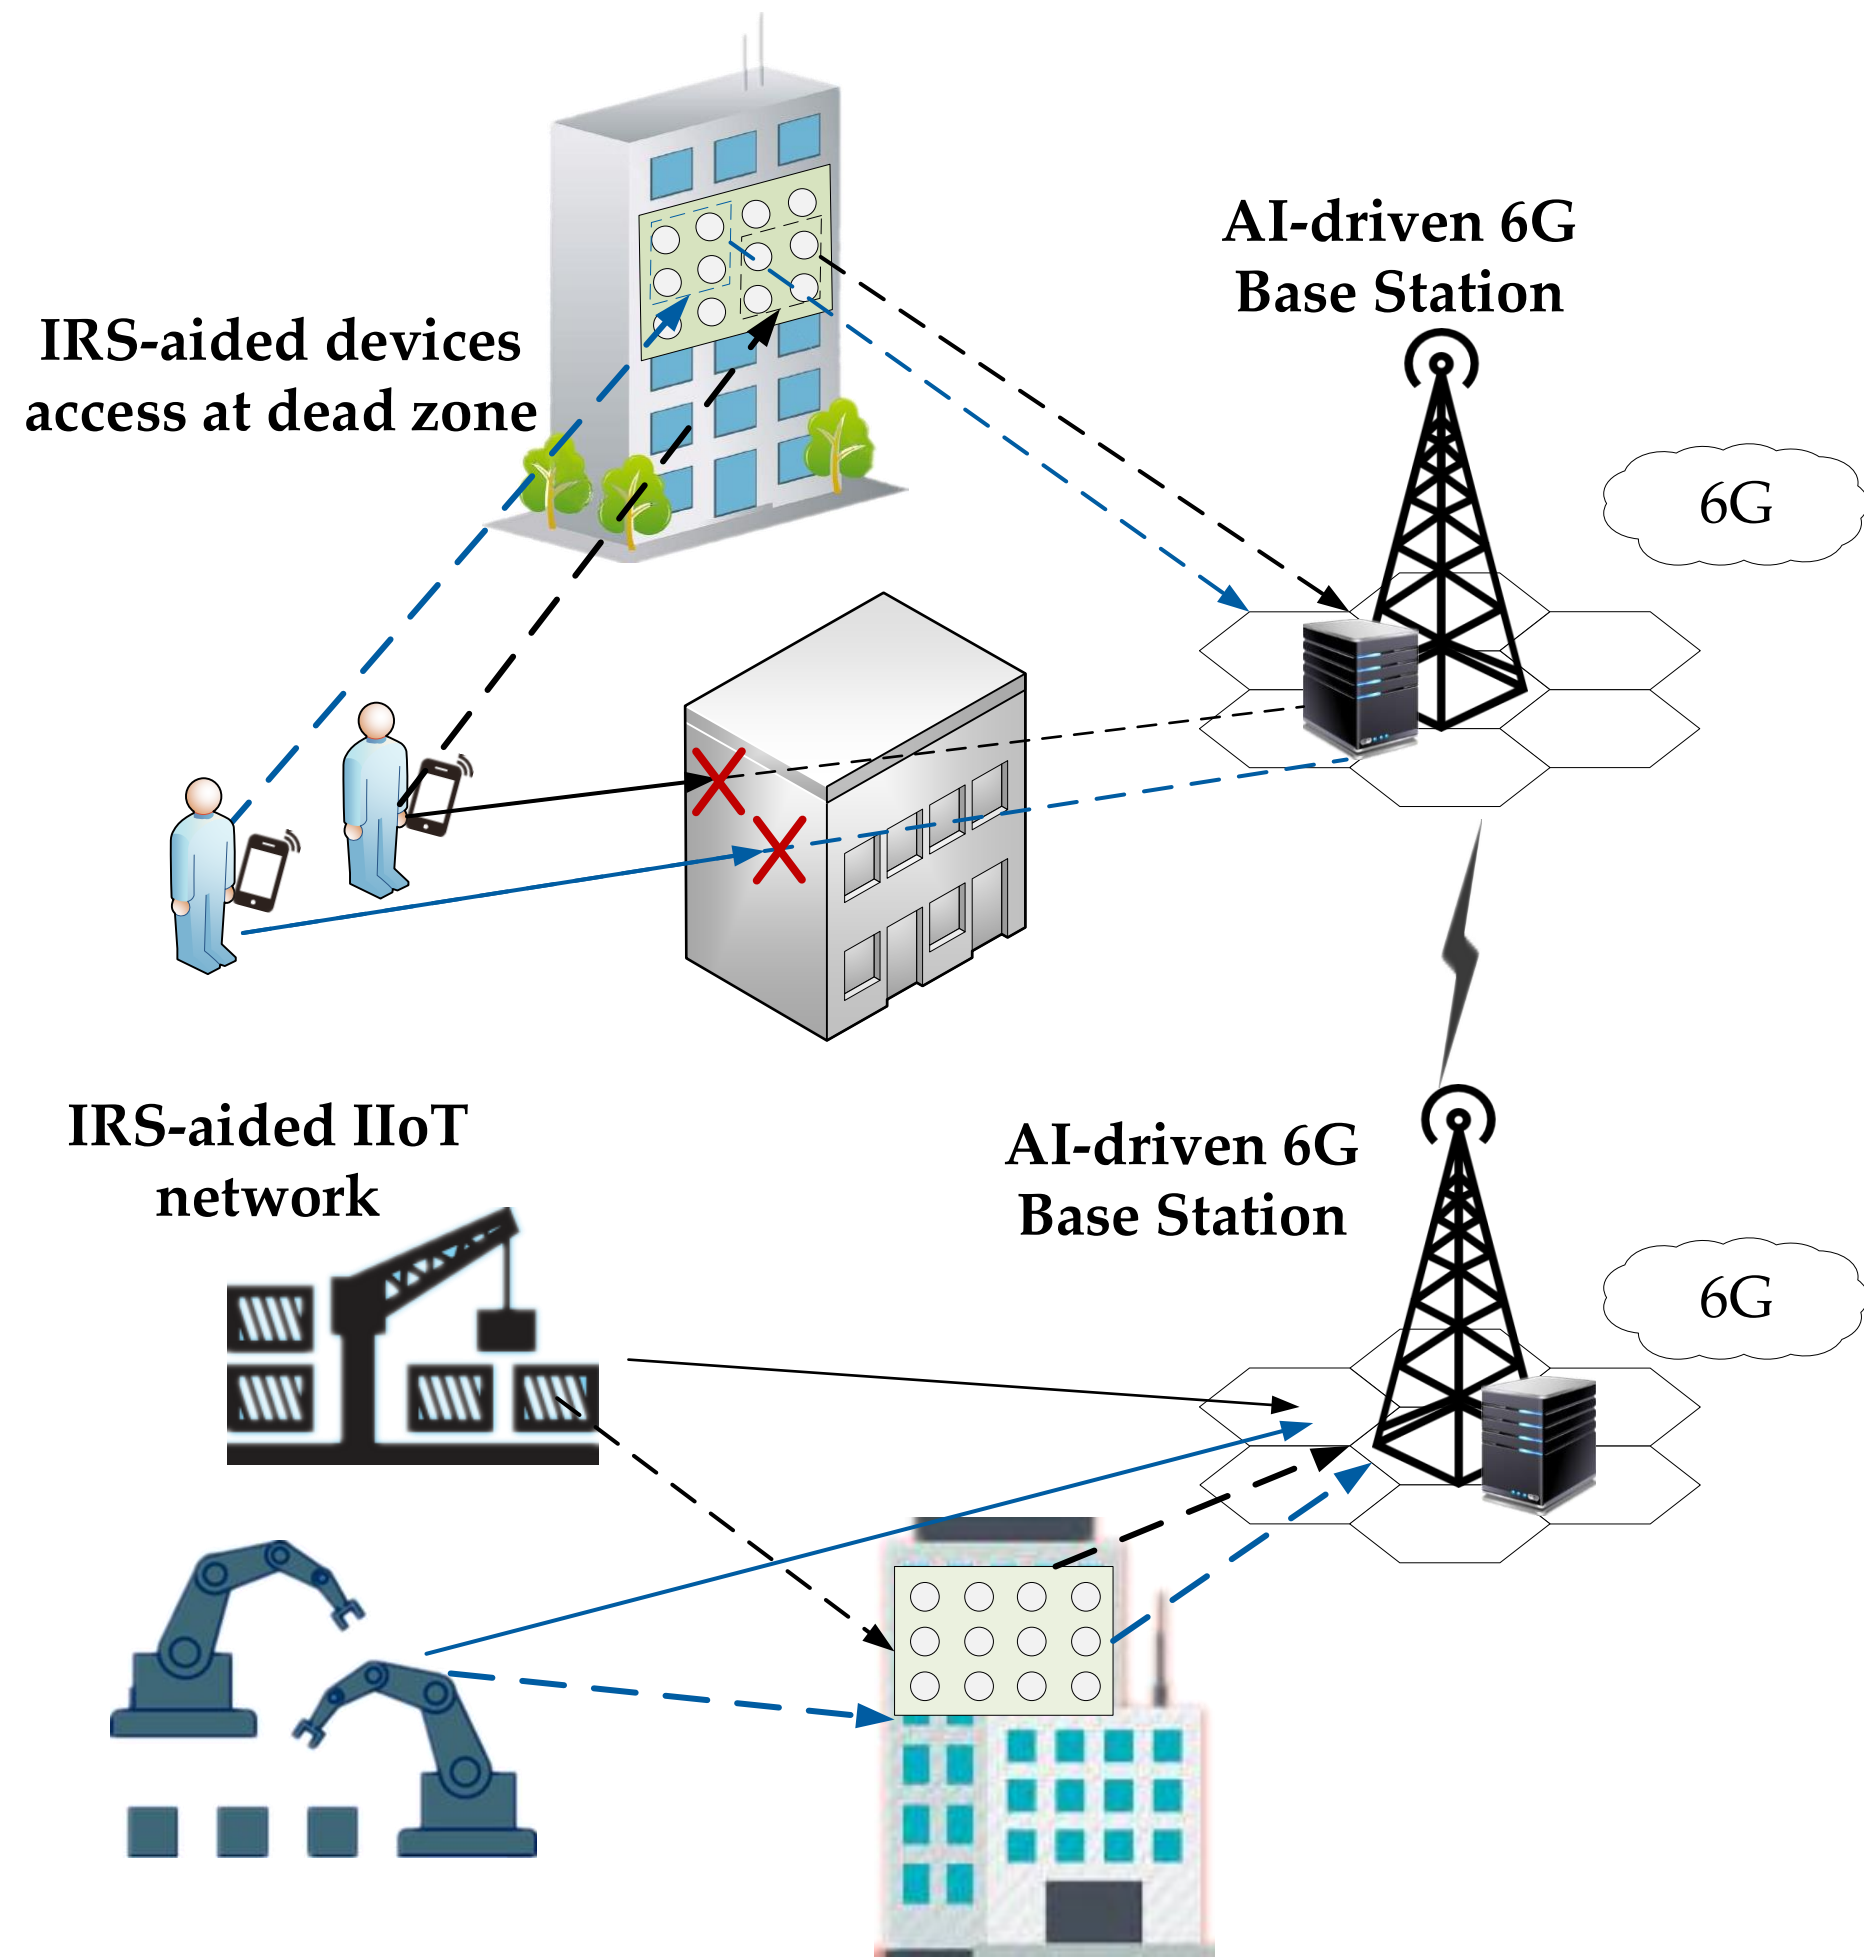 AI-driven 6G
Base Station
IRS-aided devices
access at dead zone
6G
IRS-aided IIoT
network
AI-driven 6G
Base Station
6G